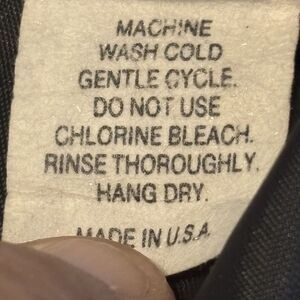 MACHINE
WASH COLD
GENTLE CYCLE.
DO NOT USE
CHLORINE BLEACH.
RINSE THOROUGHLY.
HANG DRY.
MADE IN U.S.A.